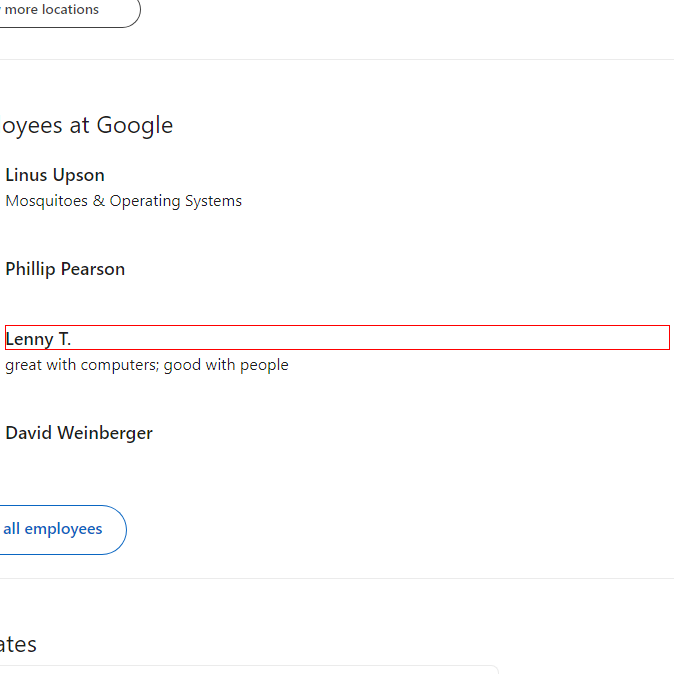 more locations
oyees at Google
Linus Upson
Mosquitoes & Operating Systems
Phillip Pearson
Lenny T.
great with computers; good with people
David Weinberger
all employees
ates